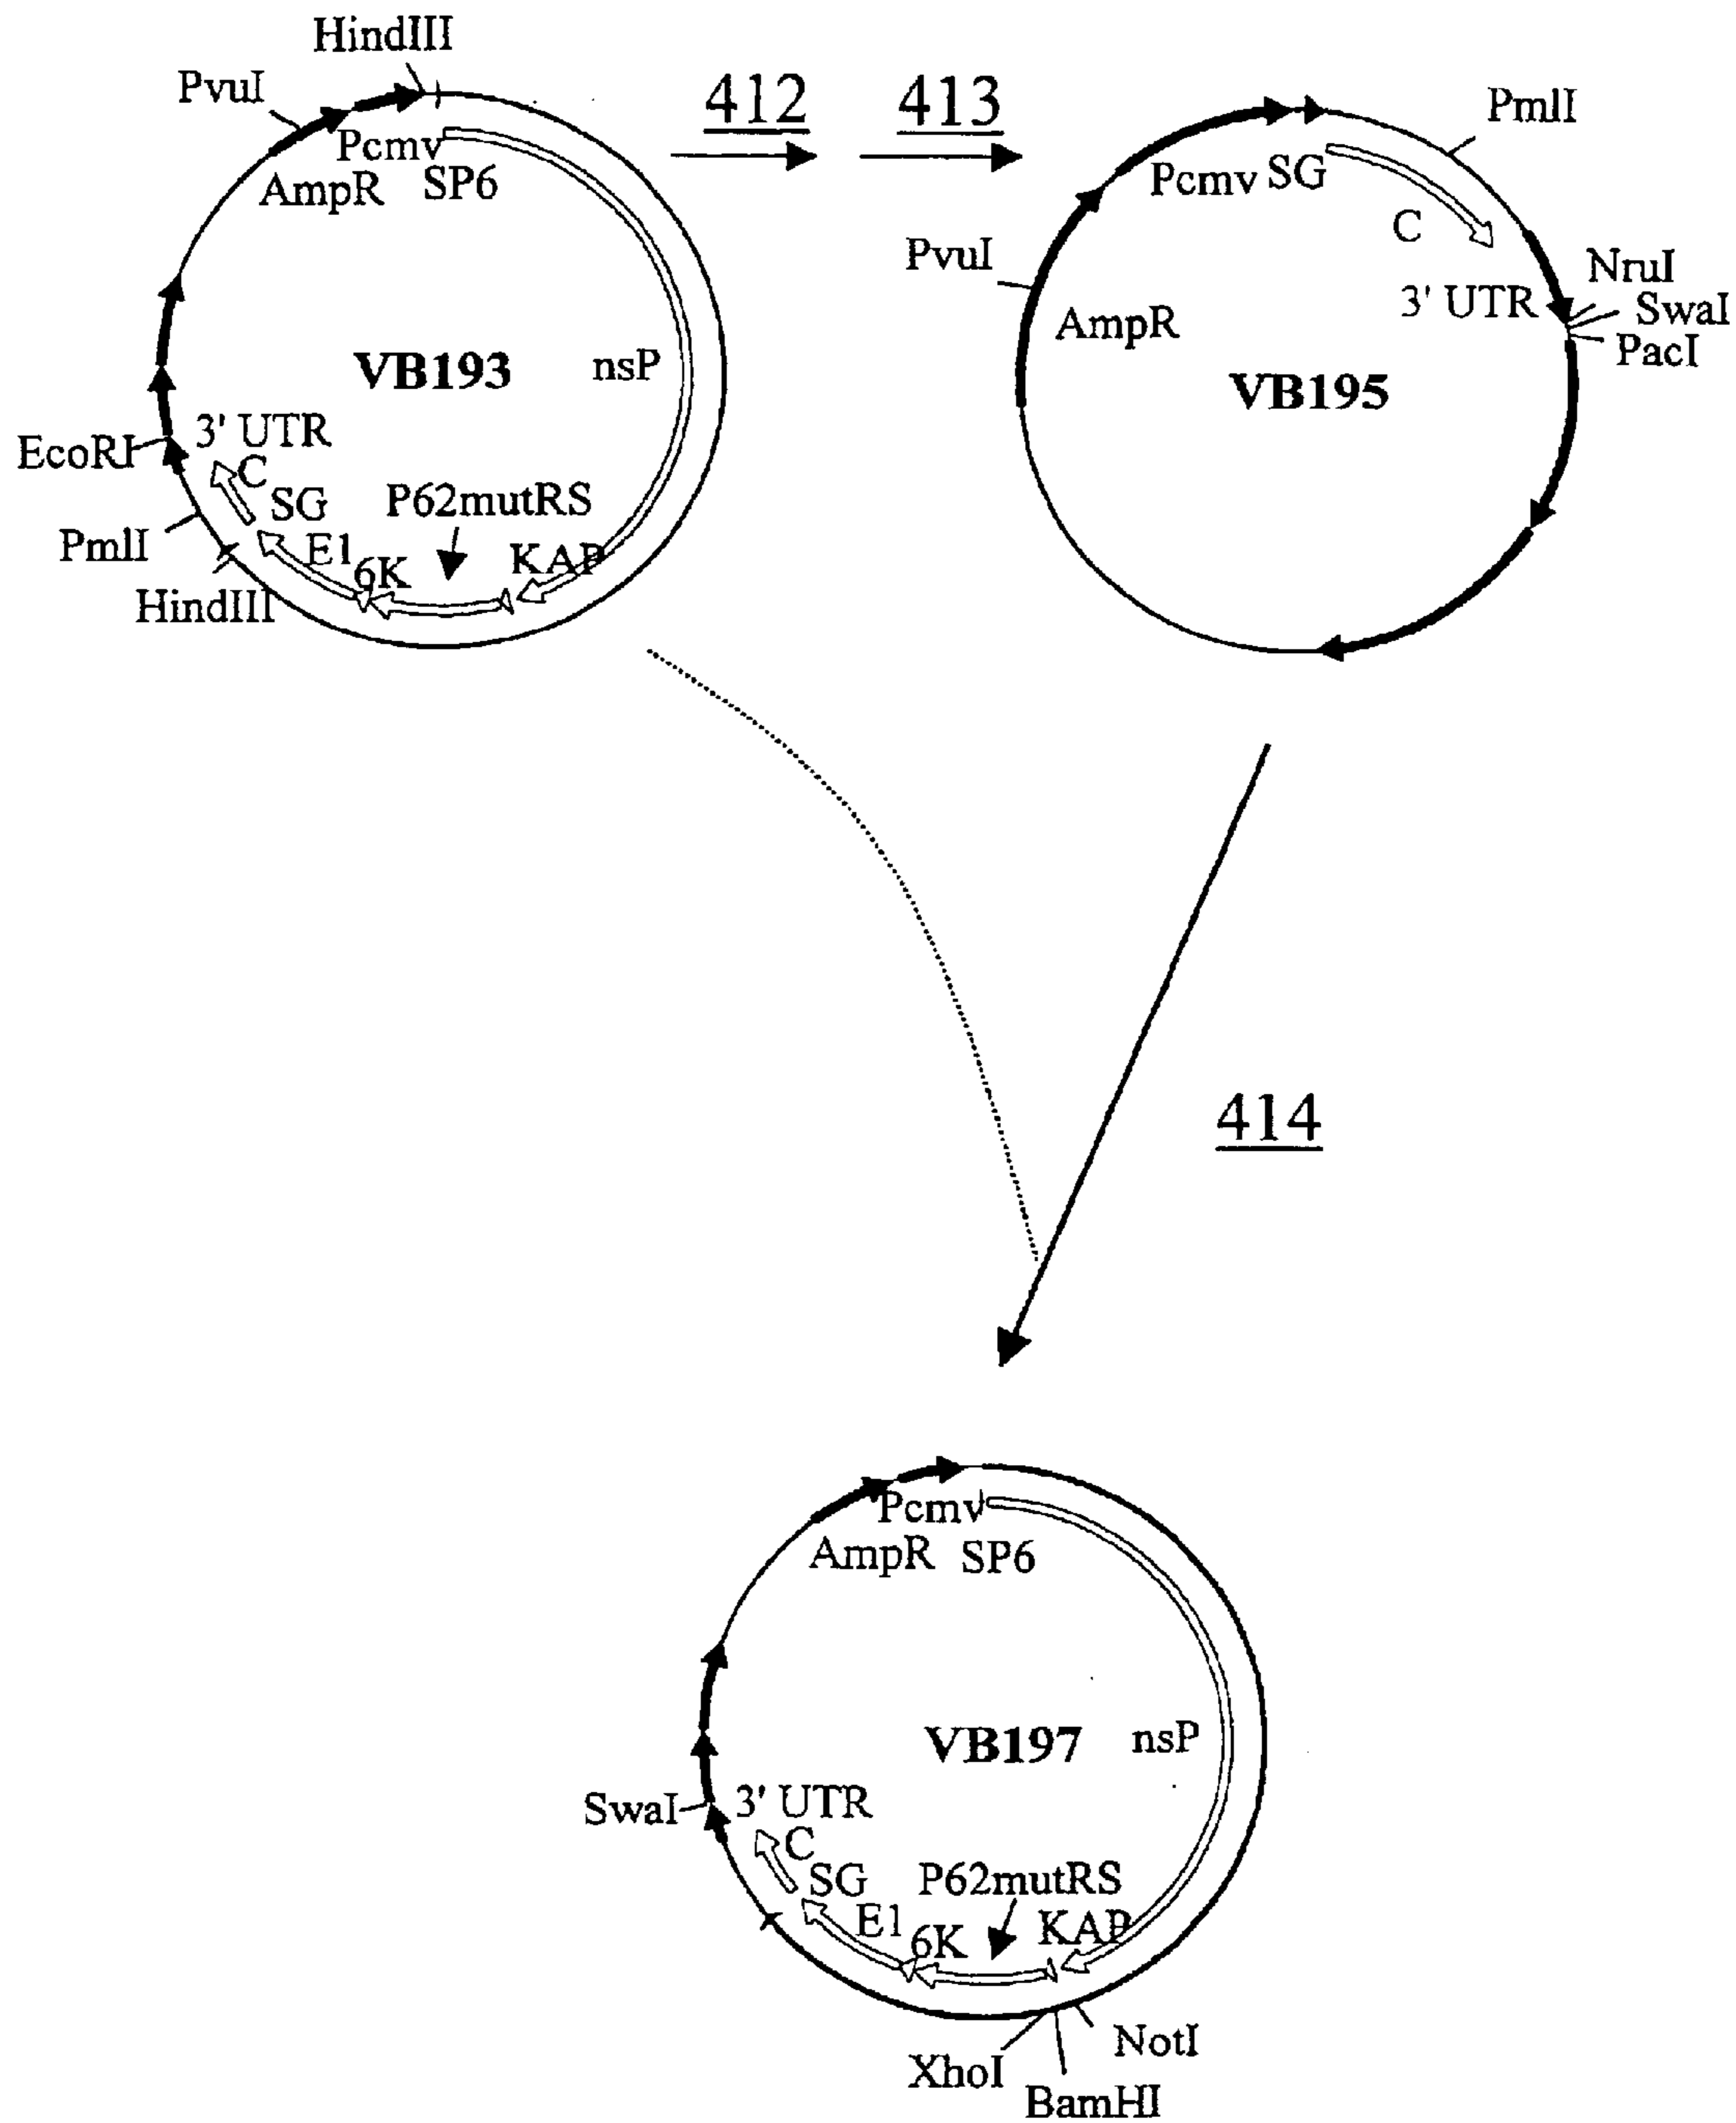 HindIII
PvuI
Pcmv
AmpR
SP6
VB193
nsP
EcoRI
3' UTR
C
SG
P62mutRS
PmlI
E1
6K
KAP
HindIII
412
413
PmlI
Pcmv
SG
C
PvuI
AmpR
3' UTR
NruI
SwaI
PacI
VB195
414
Pcmv
AmpR
SP6
VB197
nsP
SwaI
3' UTR
C
SG
P62mutRS
E1
6K
KAP
XhoI
NotI
BamHI